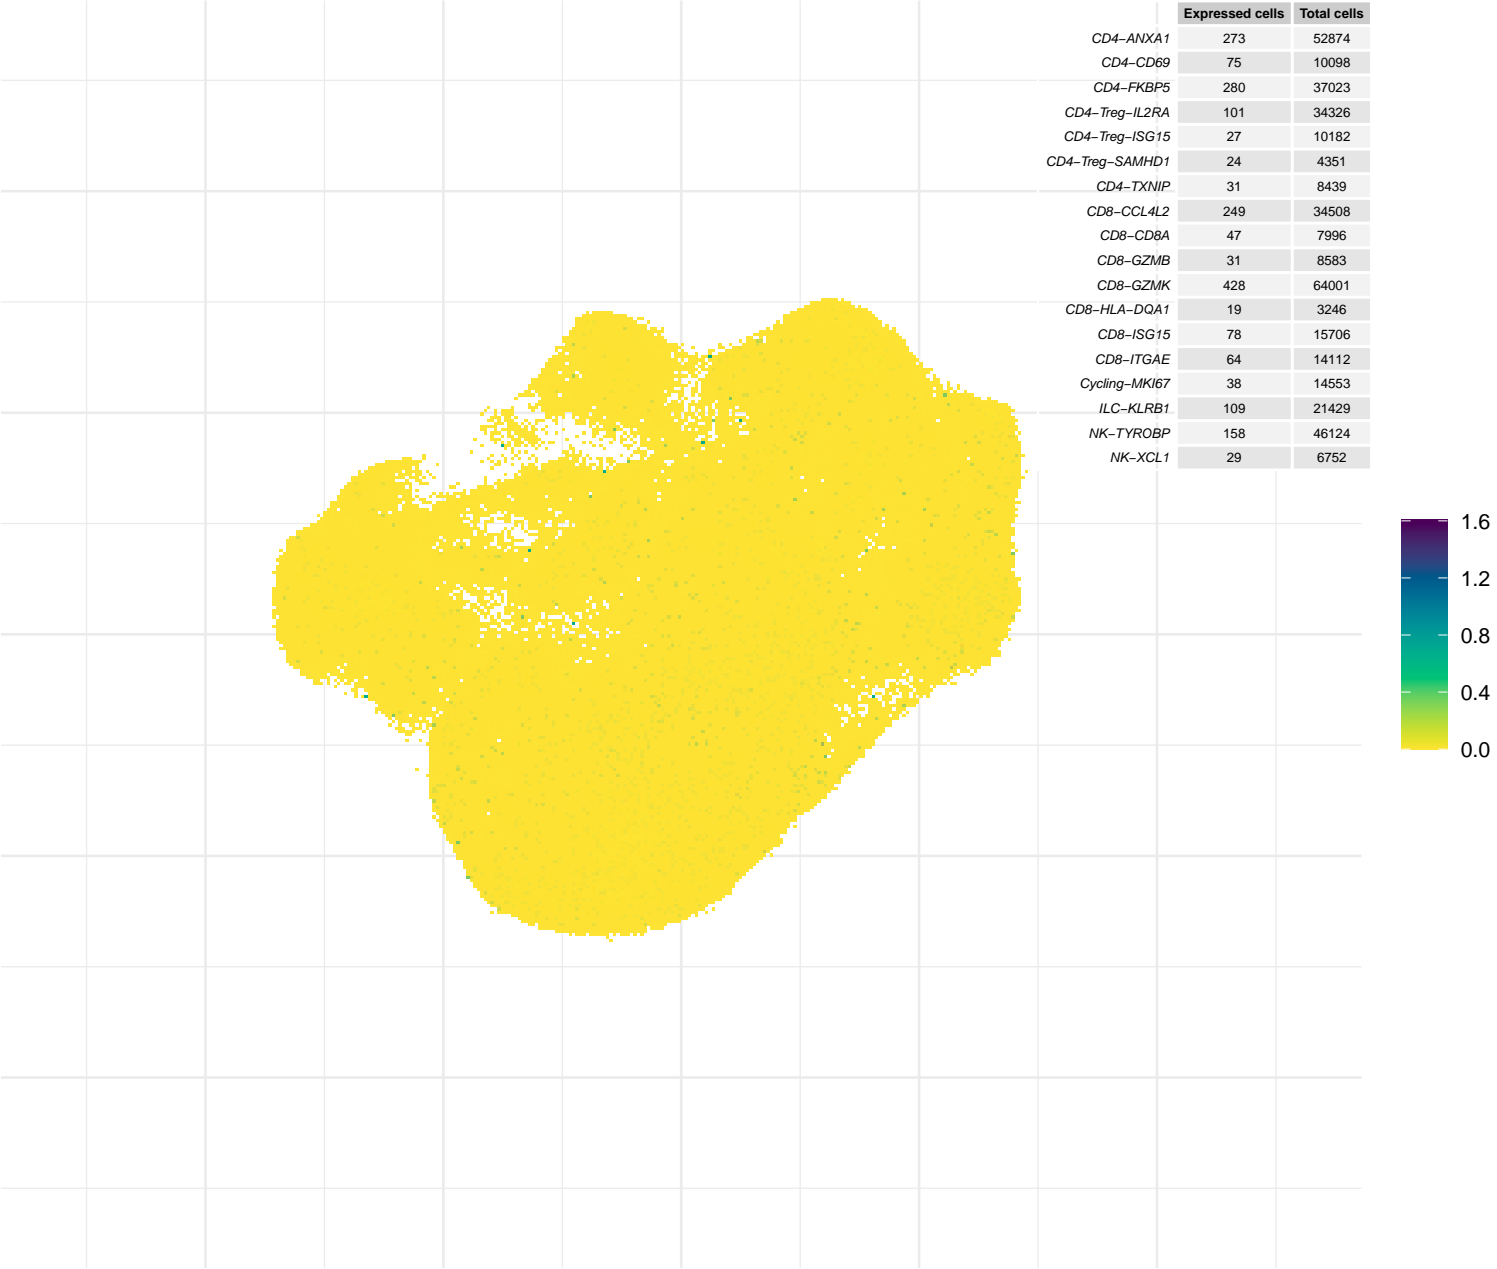 Expressed cells Total cells
CD4−ANXA1 273 52874
CD4−CD69 75 10098
CD4−FKBP5 280 37023
CD4−Treg−IL2RA 101 34326
CD4−Treg−ISG15 27 10182
CD4−Treg−SAMHD1 24 4351
CD4−TXNIP 31 8439
CD8−CCL4L2 249 34508
CD8−CD8A 47 7996
CD8−GZMB 31 8583
CD8−GZMK 428 64001
CD8−HLA−DQA1 19 3246
CD8−ISG15 78 15706
CD8−ITGAE 64 14112
Cycling−MKI67 38 14553
ILC−KLRB1 109 21429
NK−TYROBP 158 46124
NK−XCL1 29 6752
1.6
1.2
0.8
0.4
0.0